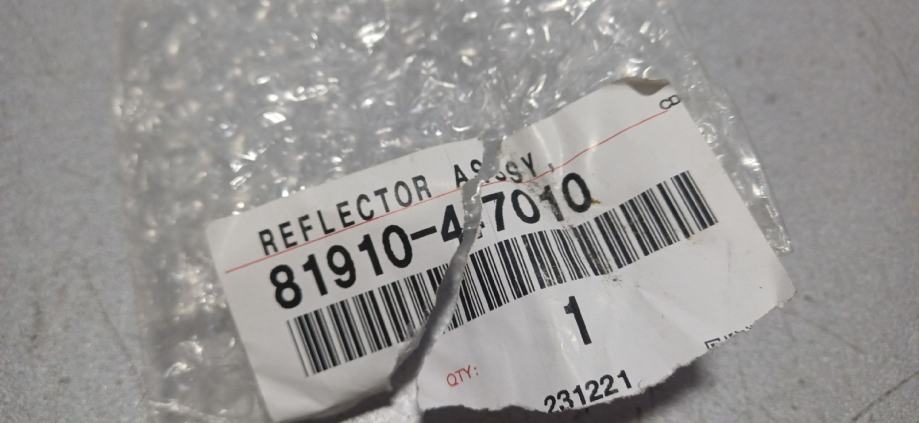 REFLECTOR ASSY,
81910-47010
1
QTY:
231221